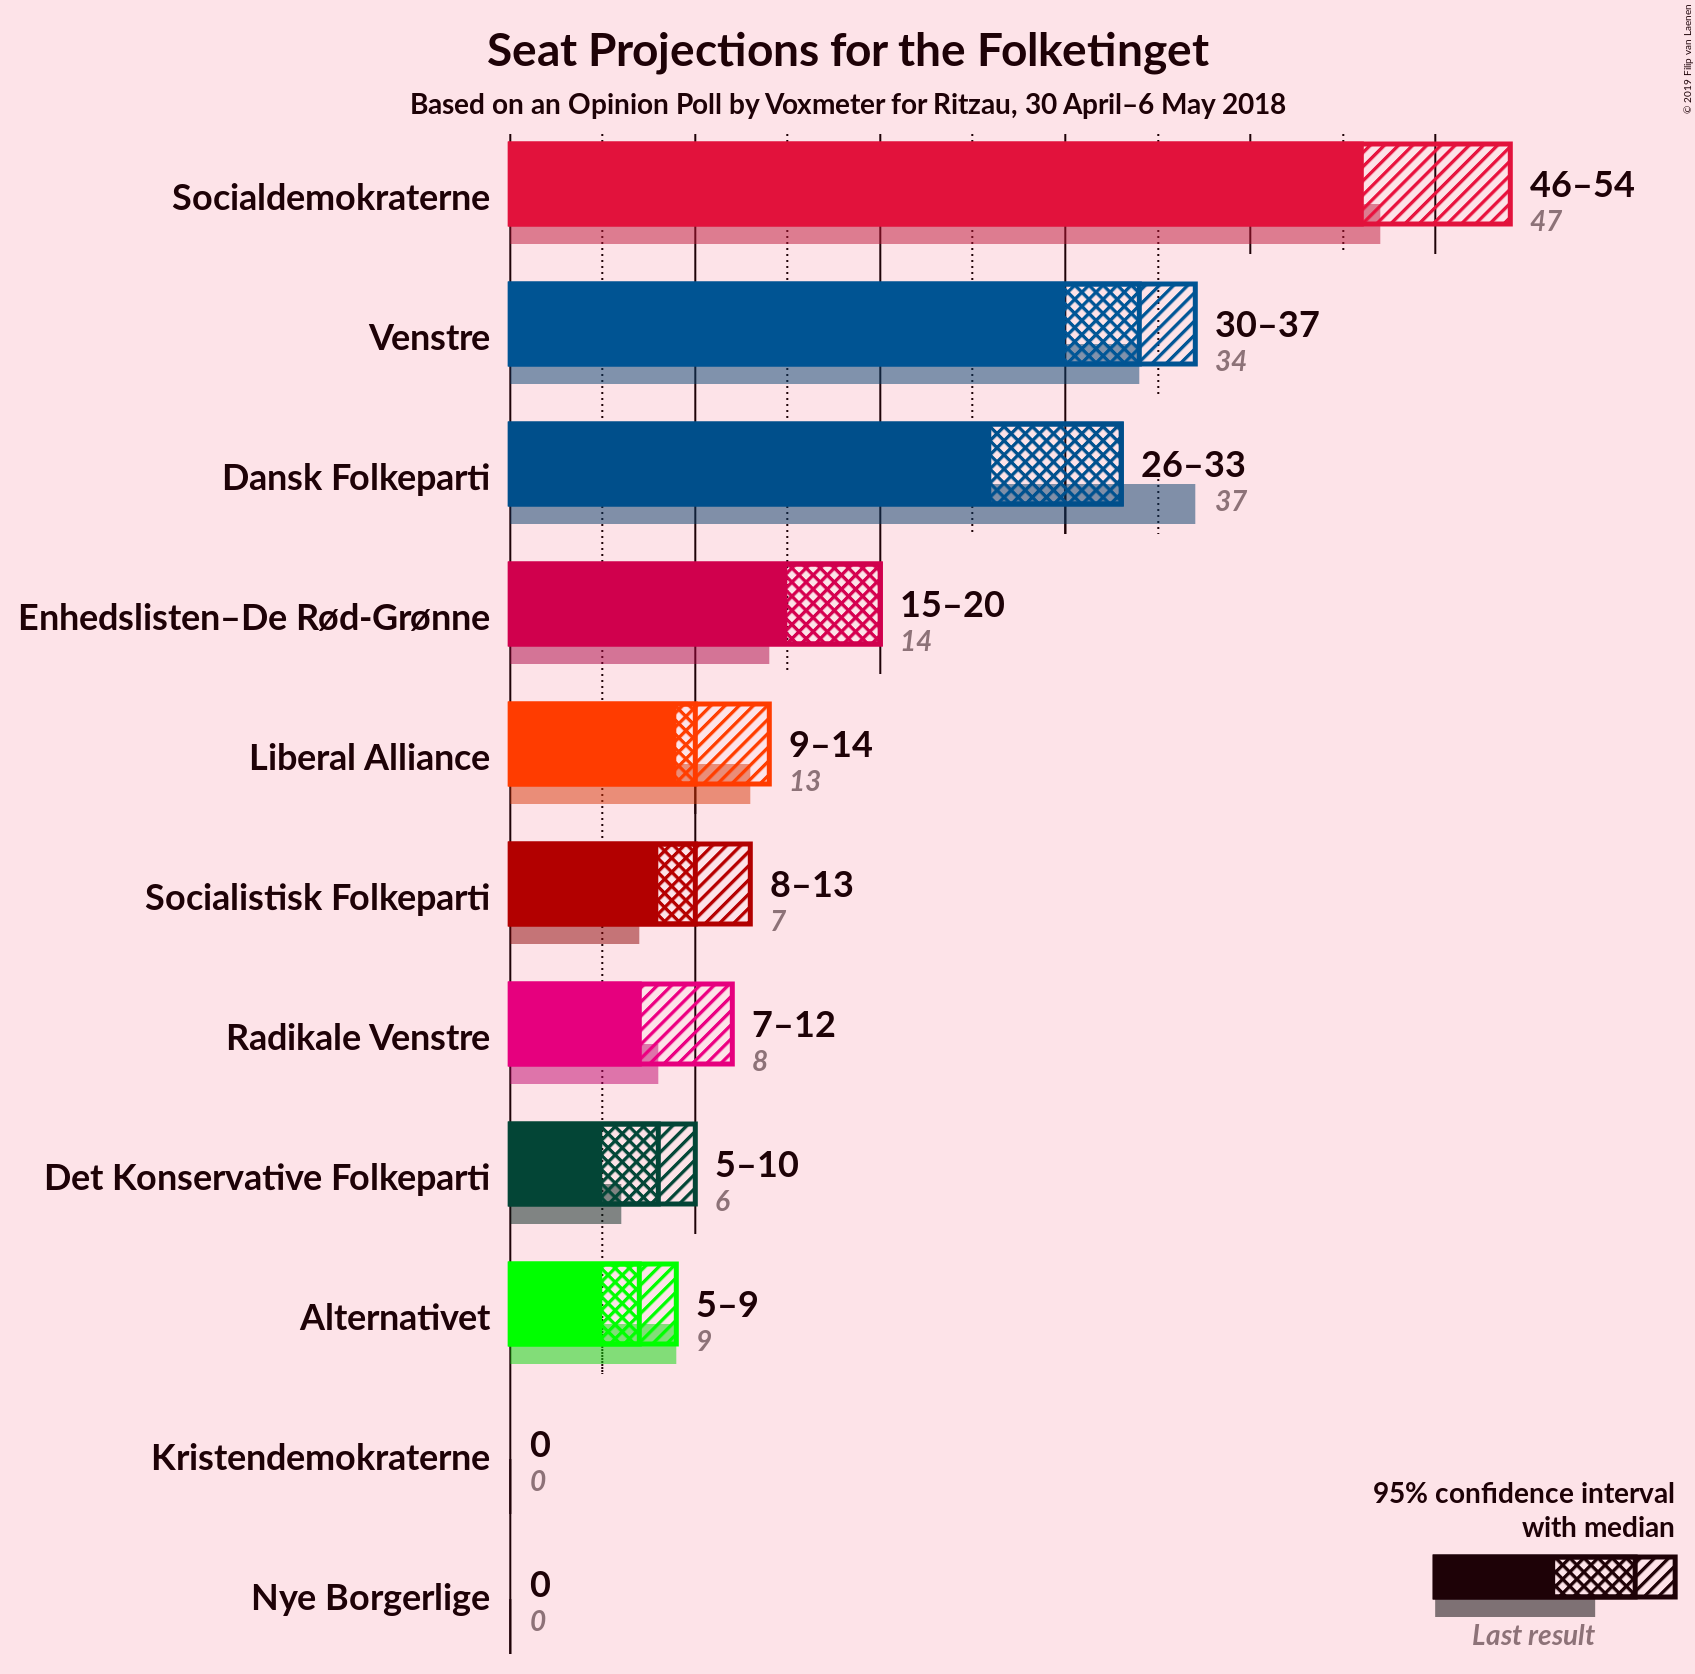 Seat Projections for the Folketinget
Based on an Opinion Poll by Voxmeter for Ritzau, 30 April–6 May 2018
© 2019 Filip van Laenen
Socialdemokraterne
46–54
47
Venstre
30–37
34
Dansk Folkeparti
26–33
37
Enhedslisten–De Rød-Grønne
15–20
14
Liberal Alliance
9–14
13
Socialistisk Folkeparti
8–13
7
Radikale Venstre
7–12
8
Det Konservative Folkeparti
5–10
6
Alternativet
5–9
9
Kristendemokraterne
0
0
Nye Borgerlige
0
0
95% confidence interval
with median
Last result